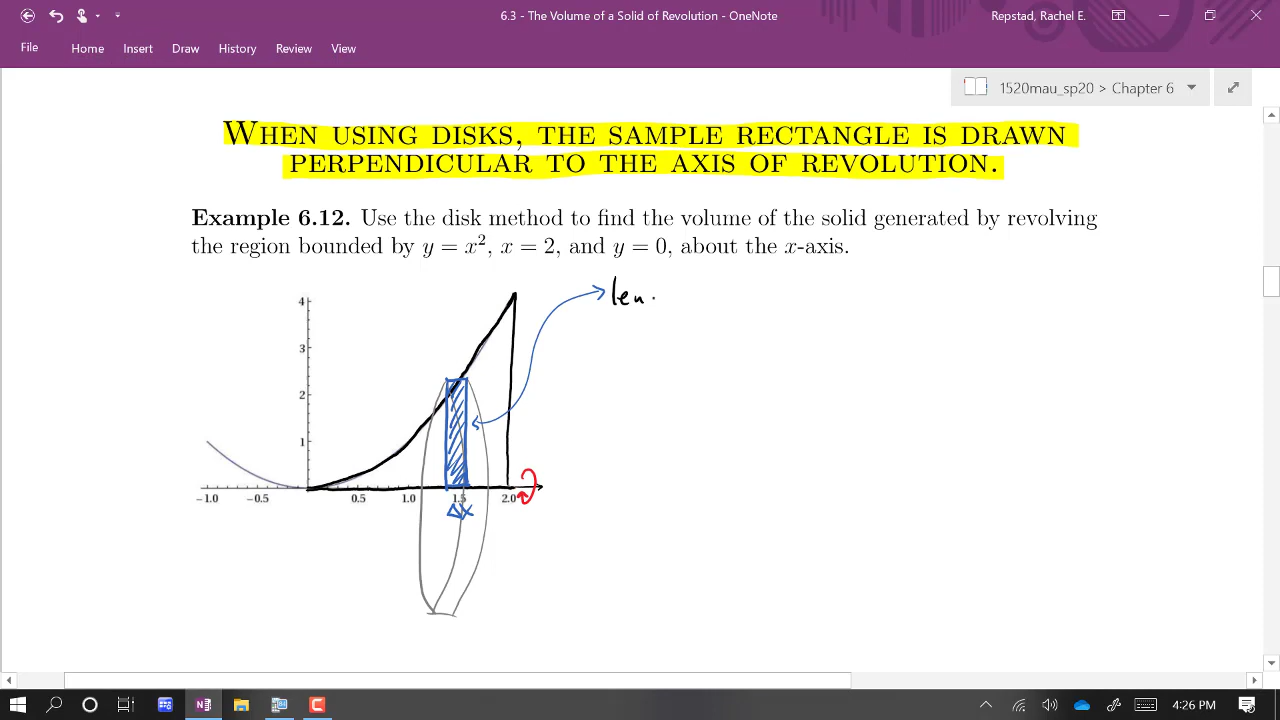 6.3 - The Volume of a Solid of Revolution - OneNote
Repstad, Rachel E.
File Home Insert Draw History Review View
1520mau_sp20 > Chapter 6
WHEN USING DISKS, THE SAMPLE RECTANGLE IS DRAWN
PERPENDICULAR TO THE AXIS OF REVOLUTION.
Example 6.12. Use the disk method to find the volume of the solid generated by revolving
the region bounded by y = x², x = 2, and y = 0, about the x-axis.
len
4
3
2
1
-1.0 -0.5 0.5 1.0 1.5 2.0
Δx
4:26 PM